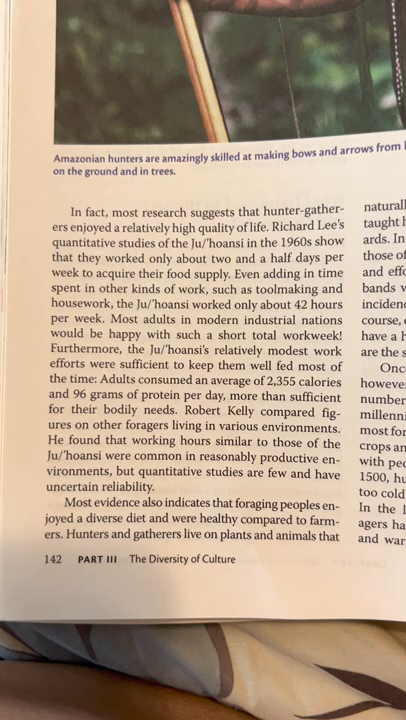 Amazonian hunters are amazingly skilled at making bows and arrows from
on the ground and in trees.
In fact, most research suggests that hunter-gather-
ers enjoyed a relatively high quality of life. Richard Lee's
quantitative studies of the Ju/'hoansi in the 1960s show
that they worked only about two and a half days per
week to acquire their food supply. Even adding in time
spent in other kinds of work, such as toolmaking and
housework, the Ju/'hoansi worked only about 42 hours
per week. Most adults in modern industrial nations
would be happy with such a short total workweek!
Furthermore, the Ju/'hoansi's relatively modest work
efforts were sufficient to keep them well fed most of
the time: Adults consumed an average of 2,355 calories
and 96 grams of protein per day, more than sufficient
for their bodily needs. Robert Kelly compared fig-
ures on other foragers living in various environments.
He found that working hours similar to those of the
Ju/'hoansi were common in reasonably productive en-
vironments, but quantitative studies are few and have
uncertain reliability.
Most evidence also indicates that foraging peoples en-
joyed a diverse diet and were healthy compared to farm-
ers. Hunters and gatherers live on plants and animals that
142 PART III The Diversity of Culture
naturall
taught h
ards. In
those of
and effo
bands w
inciden
course,
have a h
are the s
Onc
however
number
millenni
most for
crops an
with peo
1500, hu
too cold
In the l
agers ha
and war